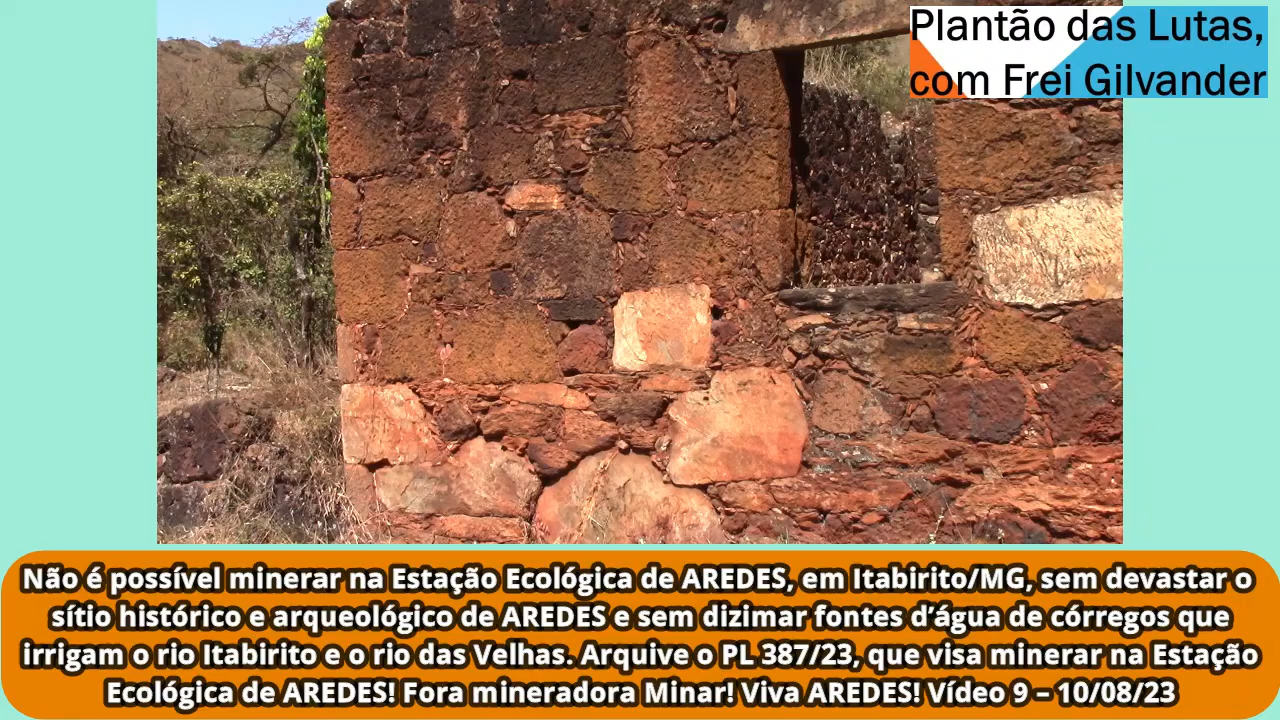 Plantão das Lutas,
com Frei Gilvander
Não é possível minerar na Estação Ecológica de AREDES, em Itabirito/MG, sem devastar o
sítio histórico e arqueológico de AREDES e sem dizimar fontes d’água de córregos que
irrigam o rio Itabirito e o rio das Velhas. Arquive o PL 387/23, que visa minerar na Estação
Ecológica de AREDES! Fora mineradora Minar! Viva AREDES! Vídeo 9 – 10/08/23